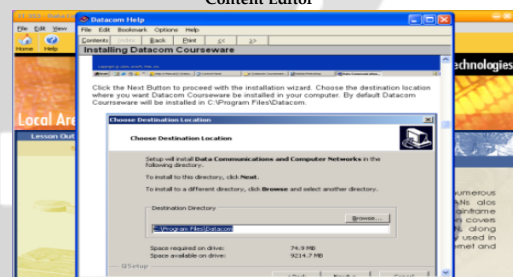 Content Editor
Datacom Help
File Edit View
File Edit Bookmark Options Help
Home Help
Contents Index Back Print << >>
Installing Datacom Courseware
echnologies
Click the Next Button to proceed with the installation wizard. Choose the destination location
where you want Datacom Courseware be installed in your computer. By default Datacom
Courseware will be installed in C:\Program Files\Datacom.
Local Are
Lesson Out
Choose Destination Location
Choose Destination Location
Setup will install Data Communications and Computer Networks in the
following directory.
To install to this directory, click Next.
To install to a different directory, click Browse and select another directory.
Destination Directory
Browse...
C:\Program Files\Datacom
Space required on drive: 74.9 MB
Space available on drive: 9214.7 MB
QSetup
umerous
ANs alos
ainframe
n covers
s along
y used in
rnet and